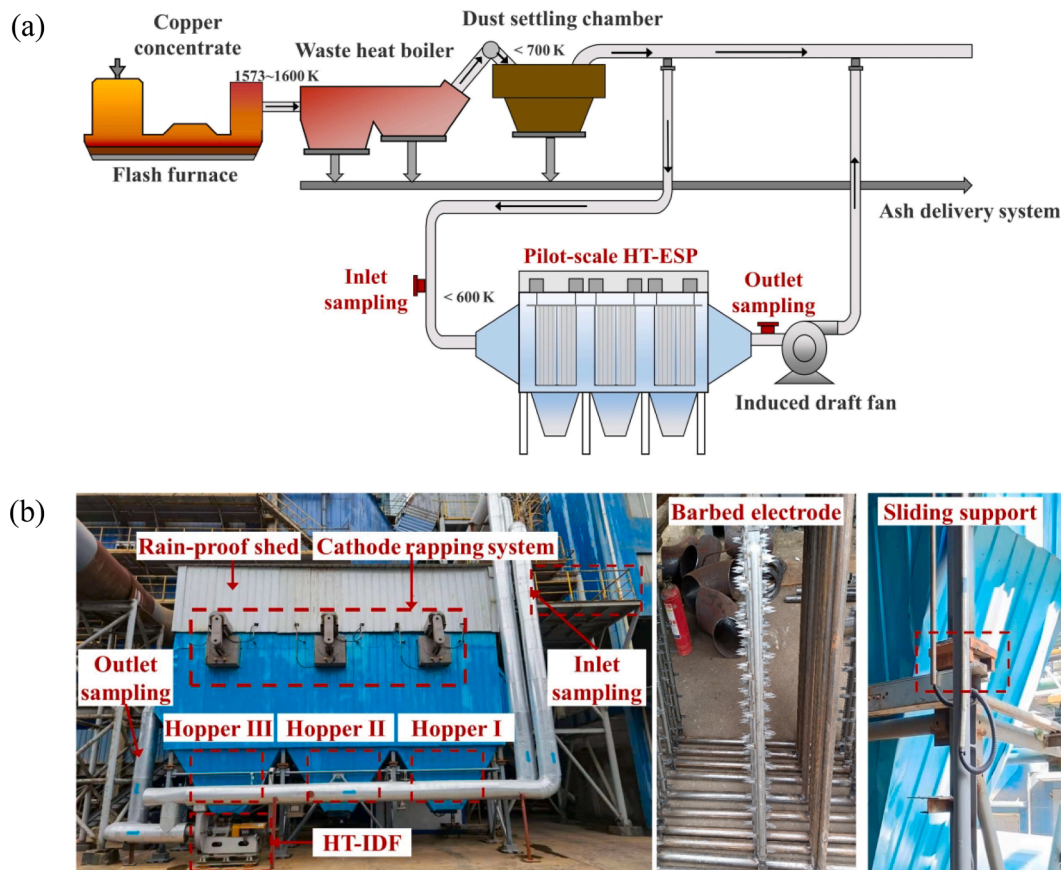 (a)
Copper
concentrate
Dust settling chamber
Waste heat boiler
< 700 K
1573~1600 K
Flash furnace
Ash delivery system
Pilot-scale HT-ESP
Inlet
sampling
< 600 K
Outlet
sampling
Induced draft fan
(b)
Rain-proof shed
Cathode rapping system
Barbed electrode
Sliding support
Outlet
sampling
Inlet
sampling
Hopper III
Hopper II
Hopper I
HT-IDF